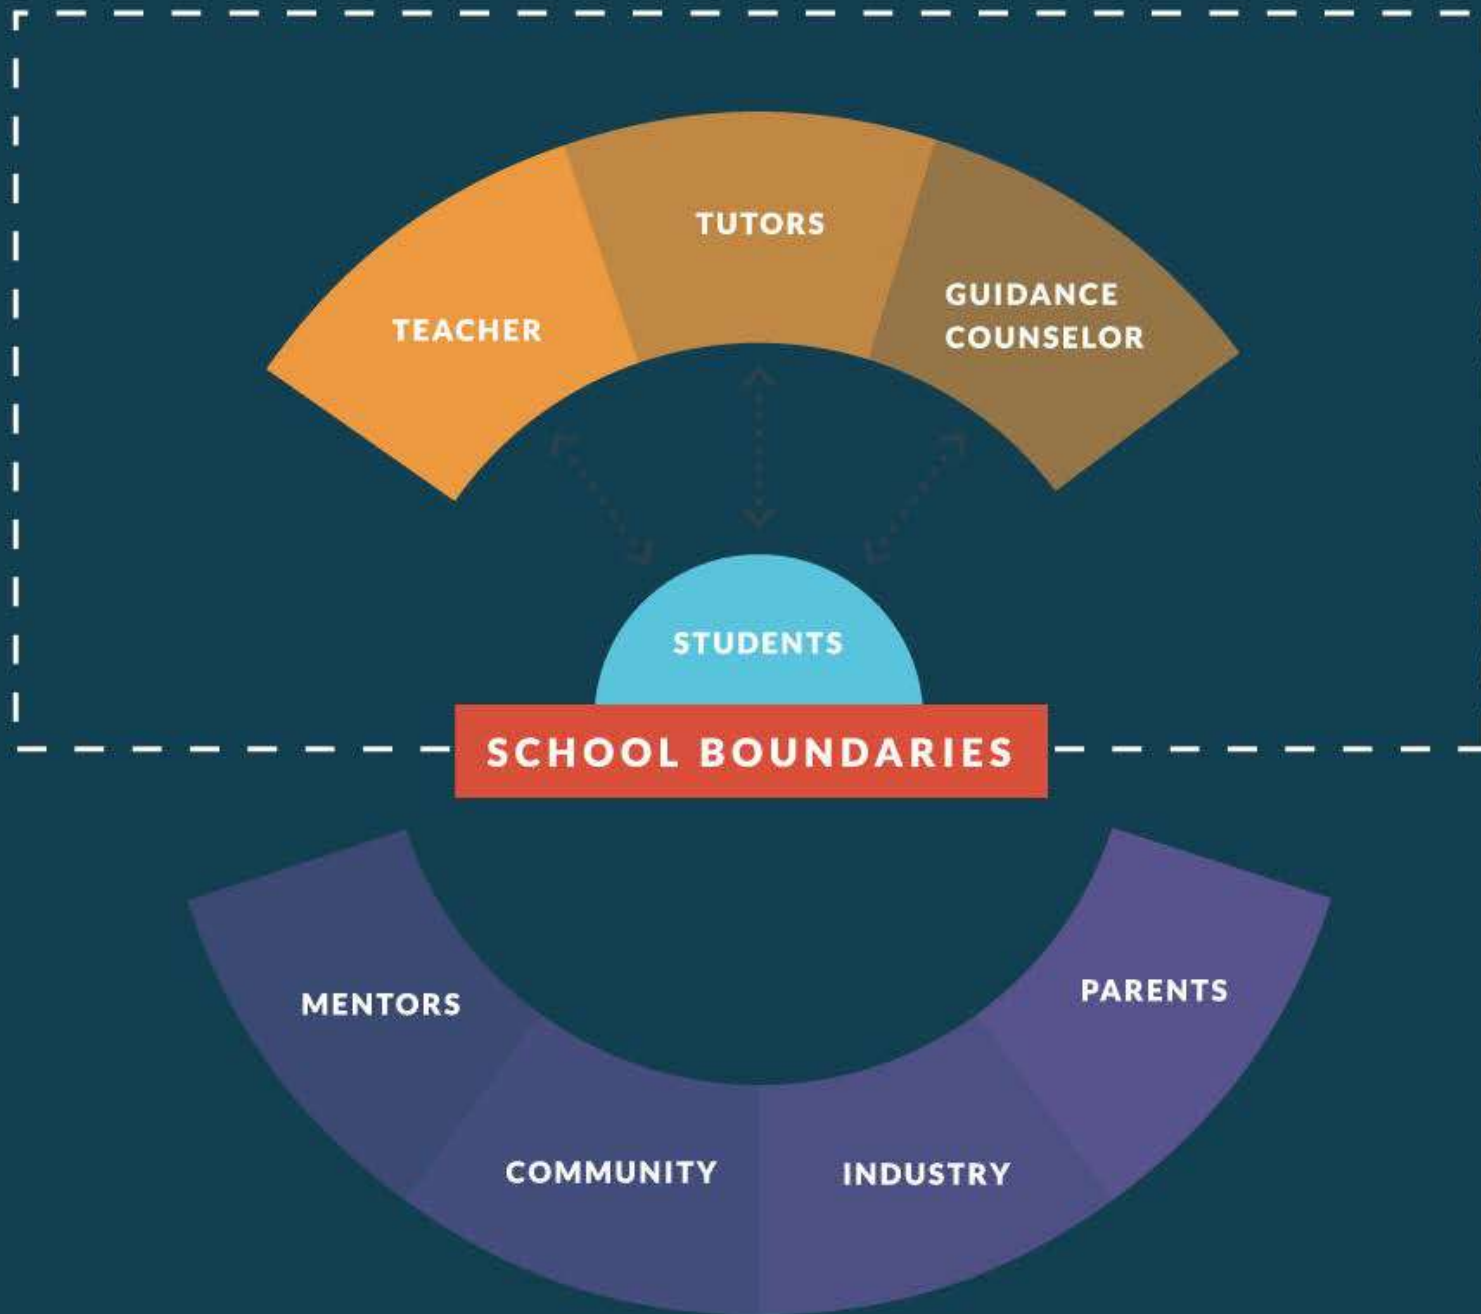 TUTORS
GUIDANCE
COUNSELOR
TEACHER
STUDENTS
SCHOOL BOUNDARIES
MENTORS
PARENTS
COMMUNITY
INDUSTRY